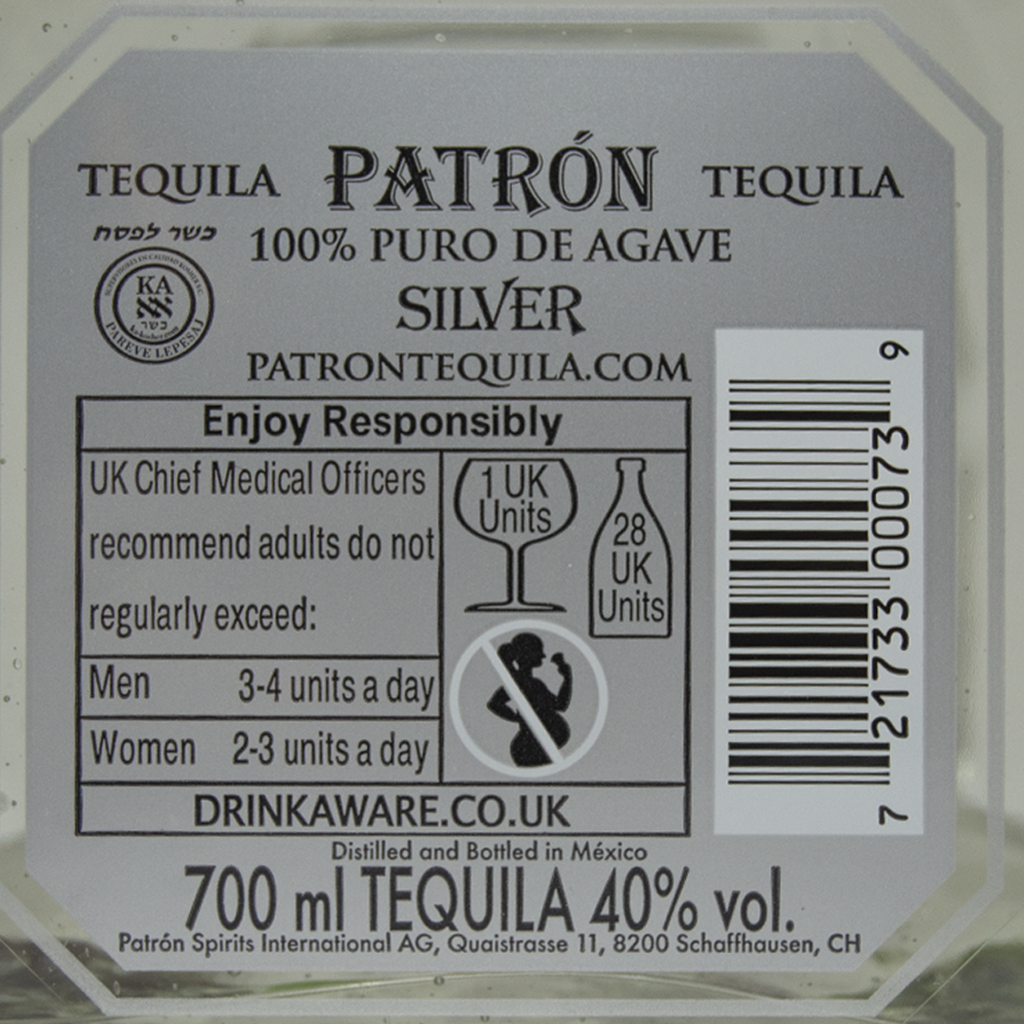 TEQUILA PATRÓN TEQUILA
כשר לפסח
100% PURO DE AGAVE
KA
כשר
PAREVE LEPESAJ
SILVER
PATRONTEQUILA.COM
Enjoy Responsibly
UK Chief Medical Officers
recommend adults do not
regularly exceed:
Men 3-4 units a day
Women 2-3 units a day
1 UK
Units
28
UK
Units
DRINKAWARE.CO.UK
7 21733 00073 9
Distilled and Bottled in México
700 ml TEQUILA 40% vol.
Patrón Spirits International AG, Quaistrasse 11, 8200 Schaffhausen, CH